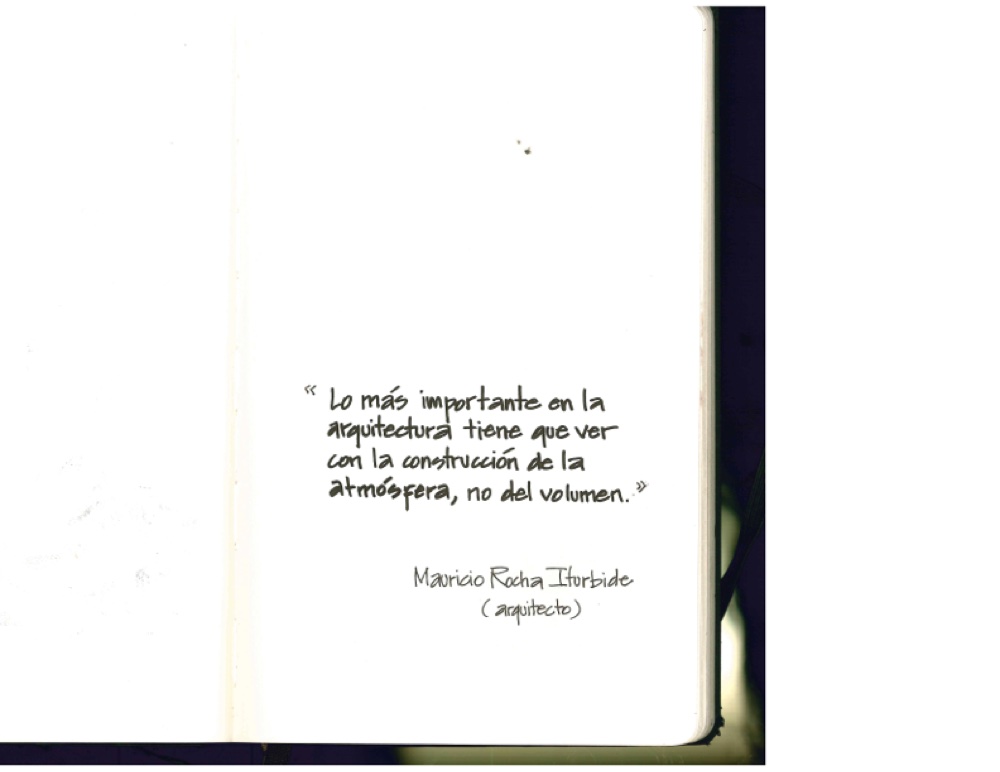 « Lo más importante en la
arquitectura tiene que ver
con la construcción de la
atmósfera, no del volumen. »
Mauricio Rocha Iturbide
(arquitecto)